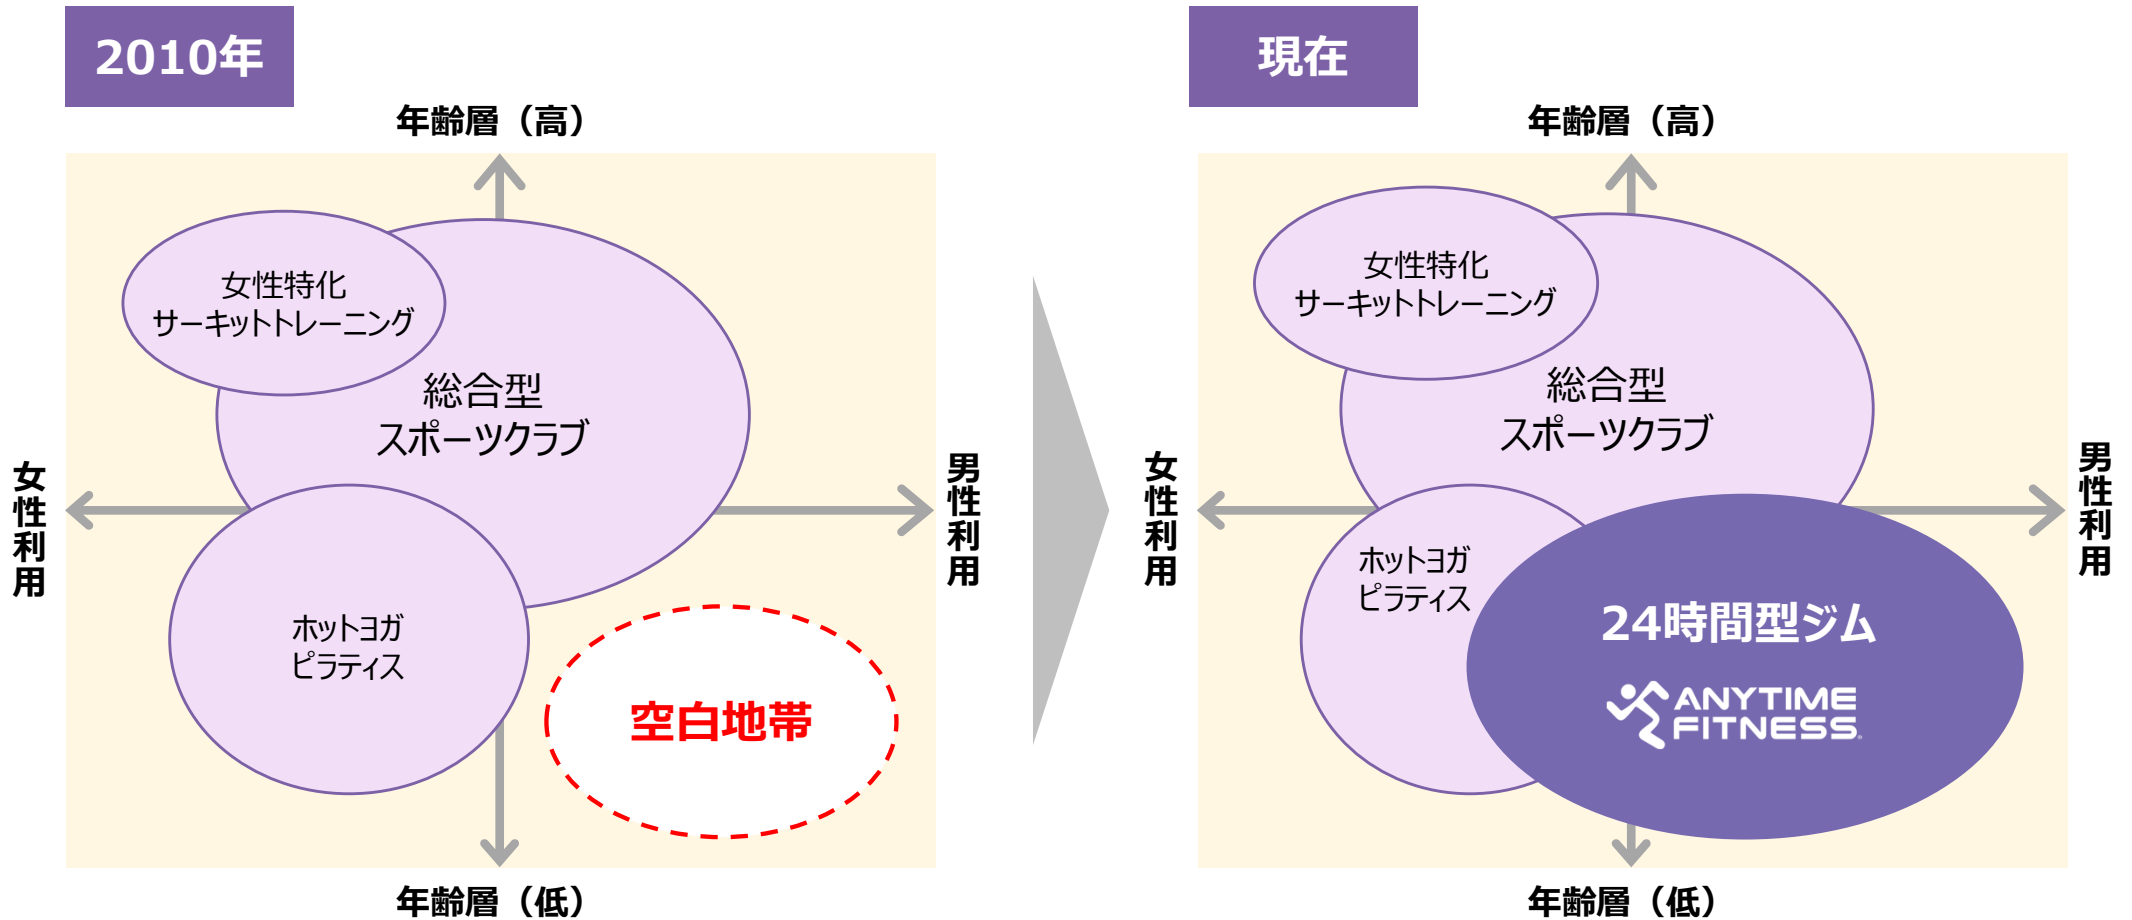 2010年
年齢層（高）
女性特化
サーキットトレーニング
総合型
スポーツクラブ
女性利用
男性利用
ホットヨガ
ピラティス
空白地帯
年齢層（低）
現在
年齢層（高）
女性特化
サーキットトレーニング
総合型
スポーツクラブ
女性利用
男性利用
ホットヨガ
ピラティス
24時間型ジム
ANYTIME
FITNESS
年齢層（低）